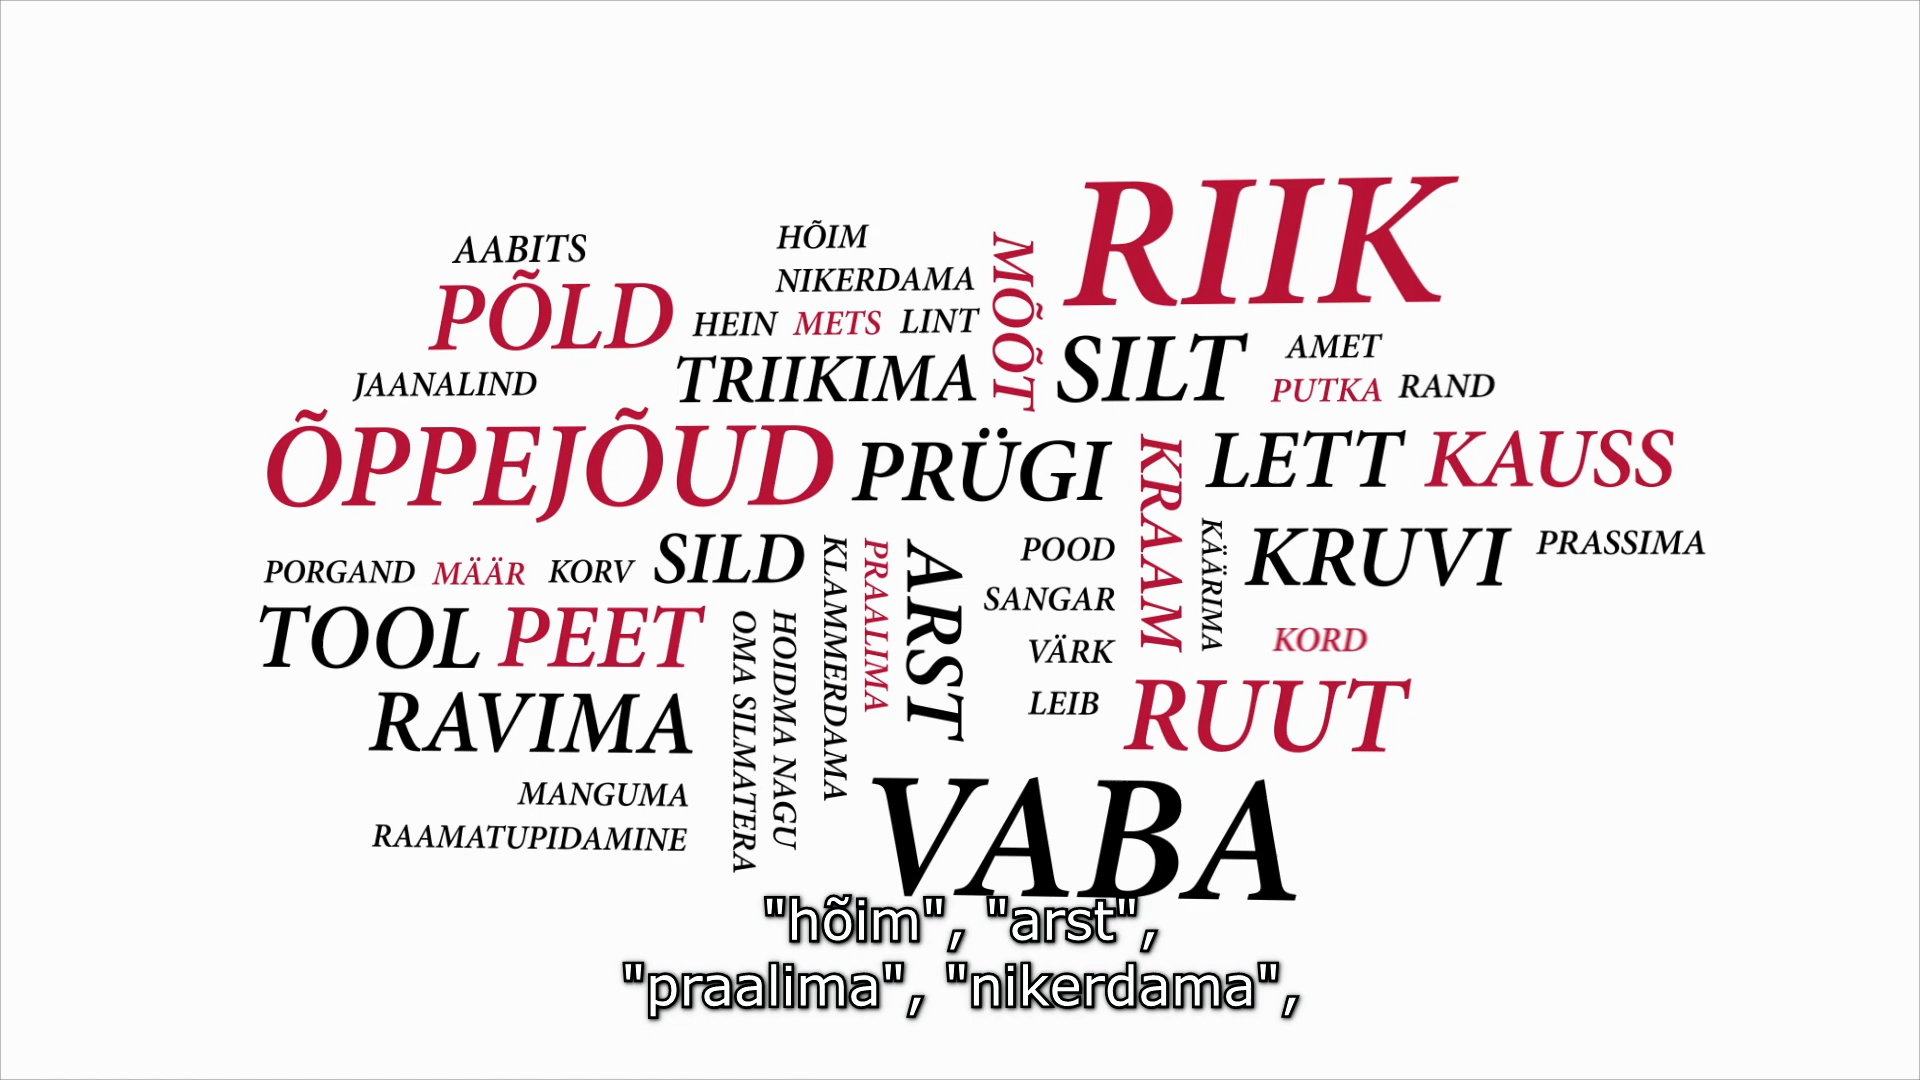 RIIK
AABITS
HÕIM
PÕLD
NIKERDAMA
MÕÕT
HEIN METS LINT
TRIIKIMA
SILT
AMET
JAANALIND
PUTKA RAND
ÕPPEJÕUD
PRÜGI
KRAAM
LETT KAUSS
PORGAND MÄÄR KORV SILD
KLAMMERDAMA
PRAALIMA
ARST
POOD
KÄÄRIMA
KRUVI
PRASSIMA
TOOL PEET
OMA SILMATERA
HOIDMA NAGU
SANGAR
VÄRK
KORD
LEIB
RUUT
RAVIMA
MANGUMA
RAAMATUPIDAMINE
VABA
"hõim", "arst",
"praalima", "nikerdama",